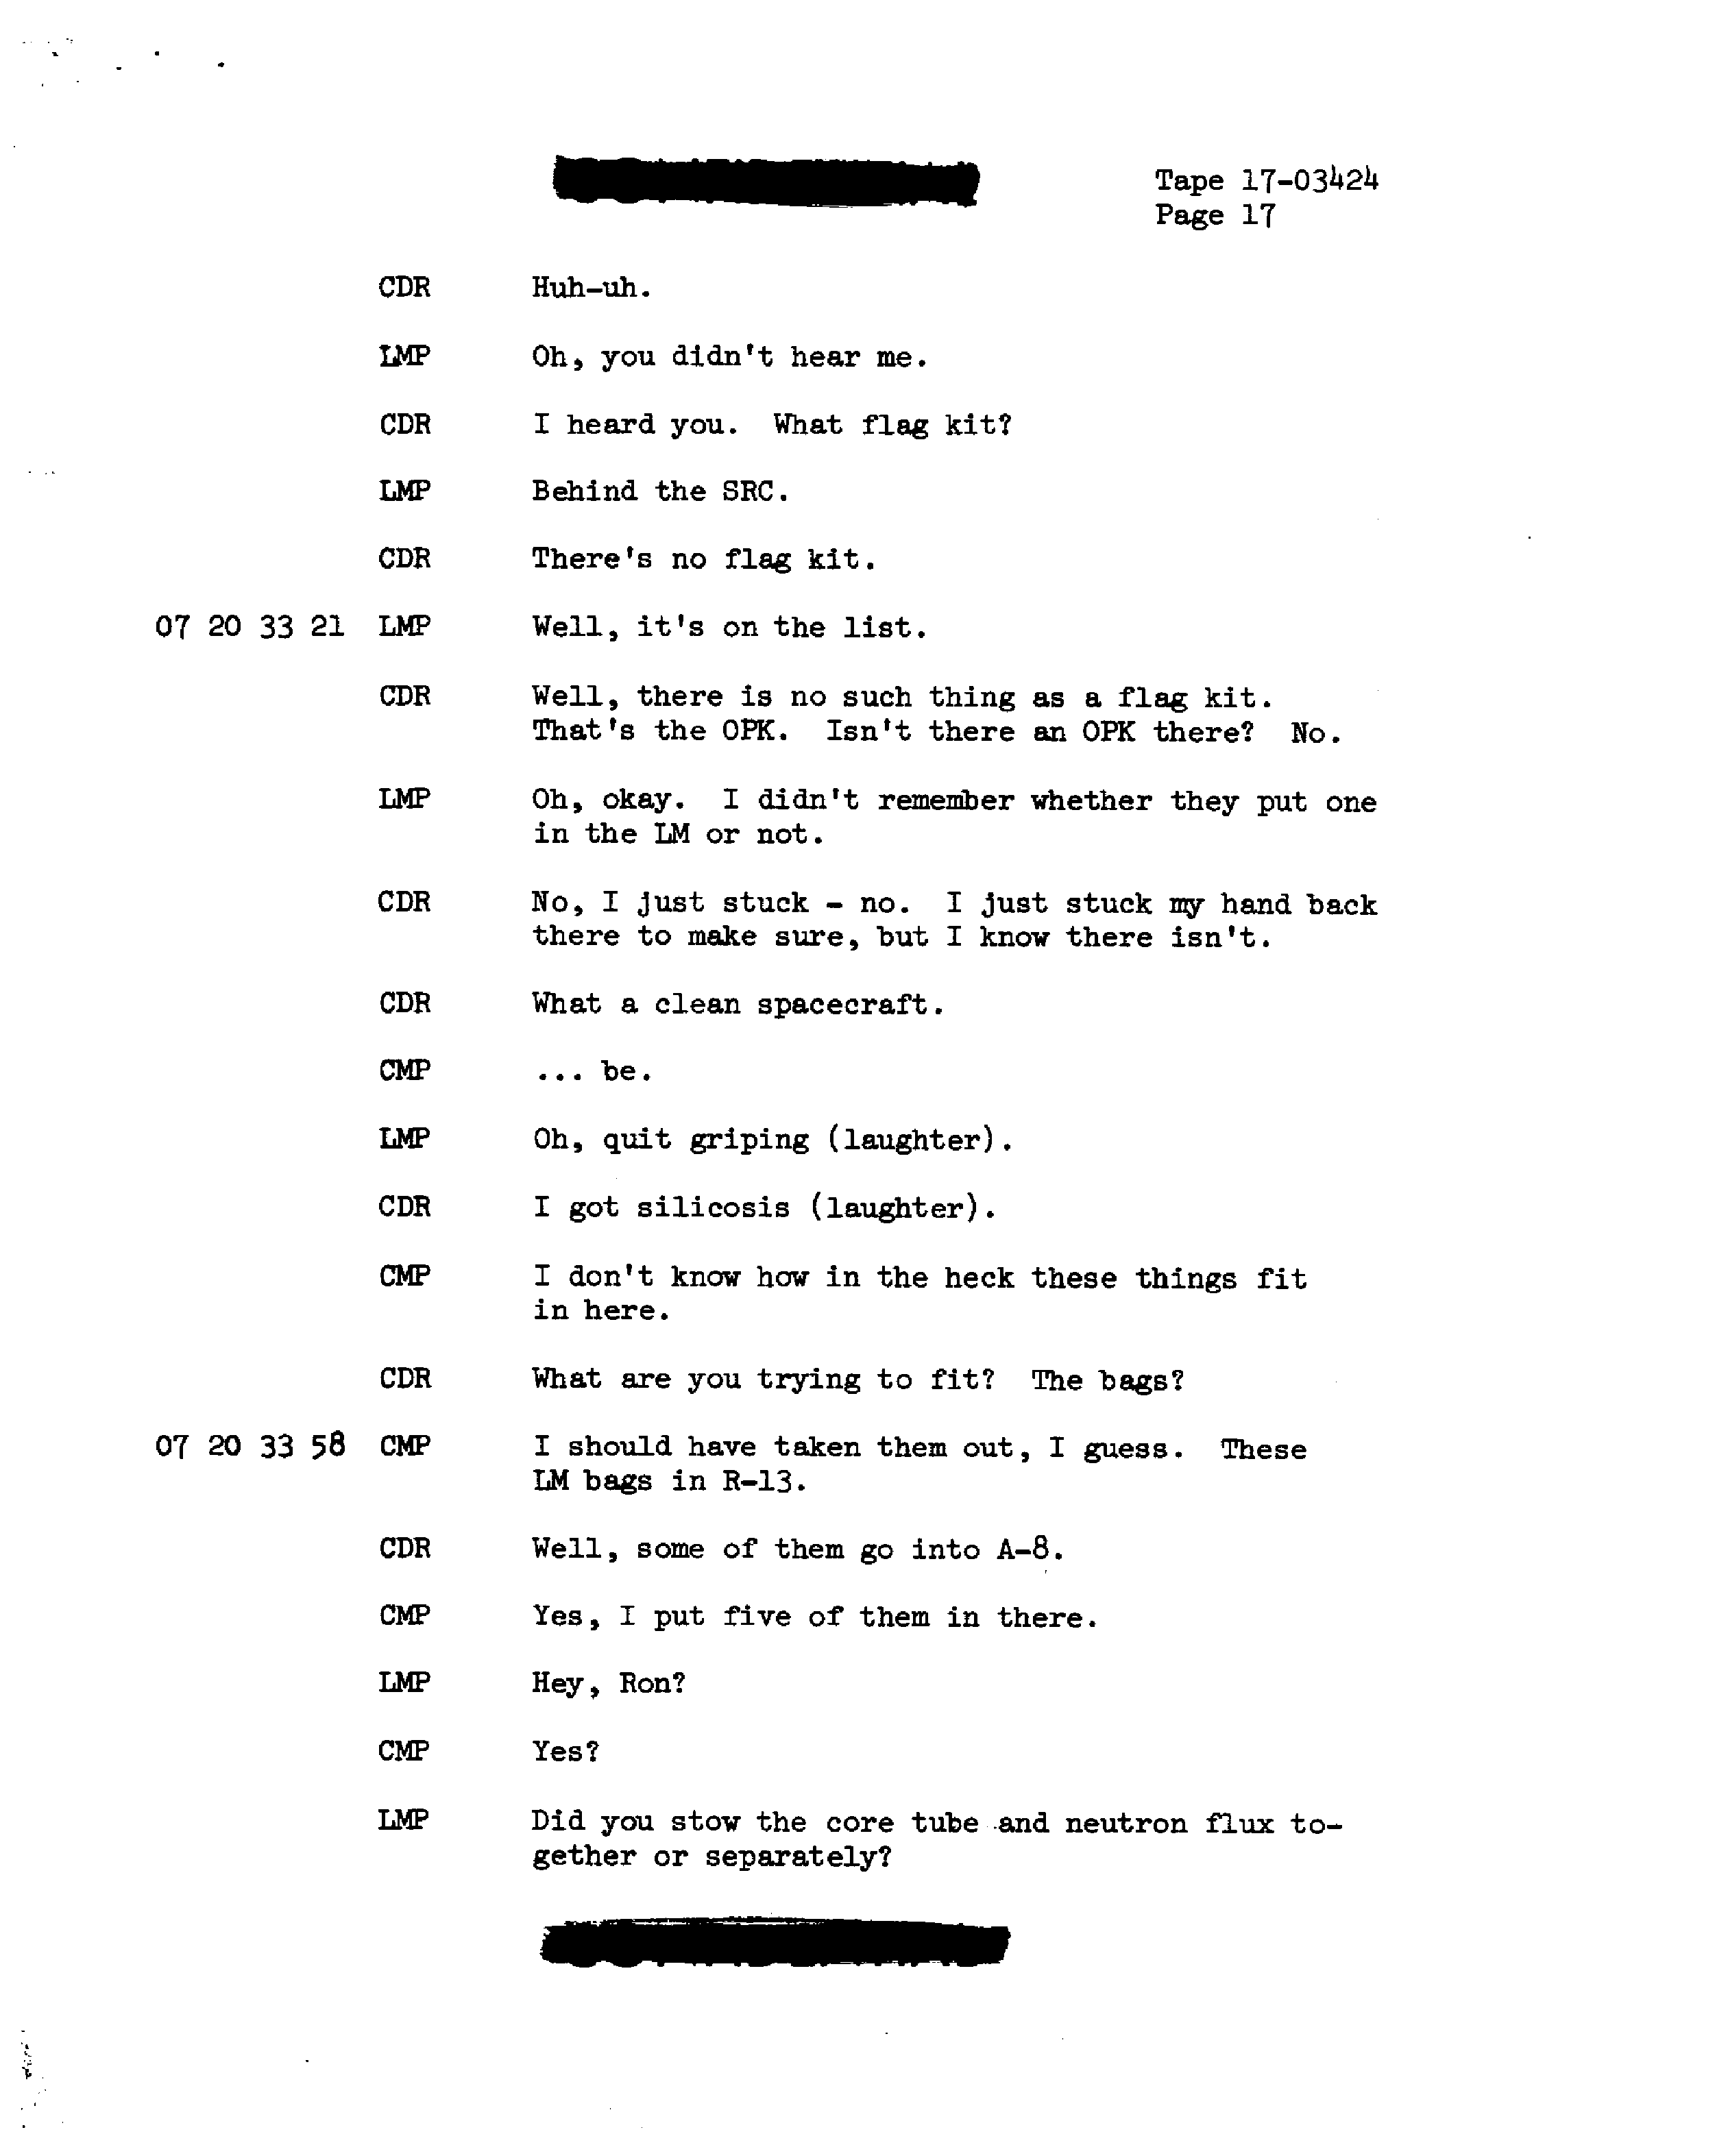 Tape 17-03424
Page 17
CDR Huh-uh.
LMP Oh, you didn't hear me.
CDR I heard you. What flag kit?
LMP Behind the SRC.
CDR There's no flag kit.
07 20 33 21 LMP Well, it's on the list.
CDR Well, there is no such thing as a flag kit.
That's the OPK. Isn't there an OPK there? No.
LMP Oh, okay. I didn't remember whether they put one
in the LM or not.
CDR No, I just stuck - no. I just stuck my hand back
there to make sure, but I know there isn't.
CDR What a clean spacecraft.
CMP ... be.
LMP Oh, quit griping (laughter).
CDR I got silicosis (laughter).
CMP I don't know how in the heck these things fit
in here.
CDR What are you trying to fit? The bags?
07 20 33 58 CMP I should have taken them out, I guess. These
LM bags in R-13.
CDR Well, some of them go into A-8.
CMP Yes, I put five of them in there.
LMP Hey, Ron?
CMP Yes?
LMP Did you stow the core tube and neutron flux to-
gether or separately?